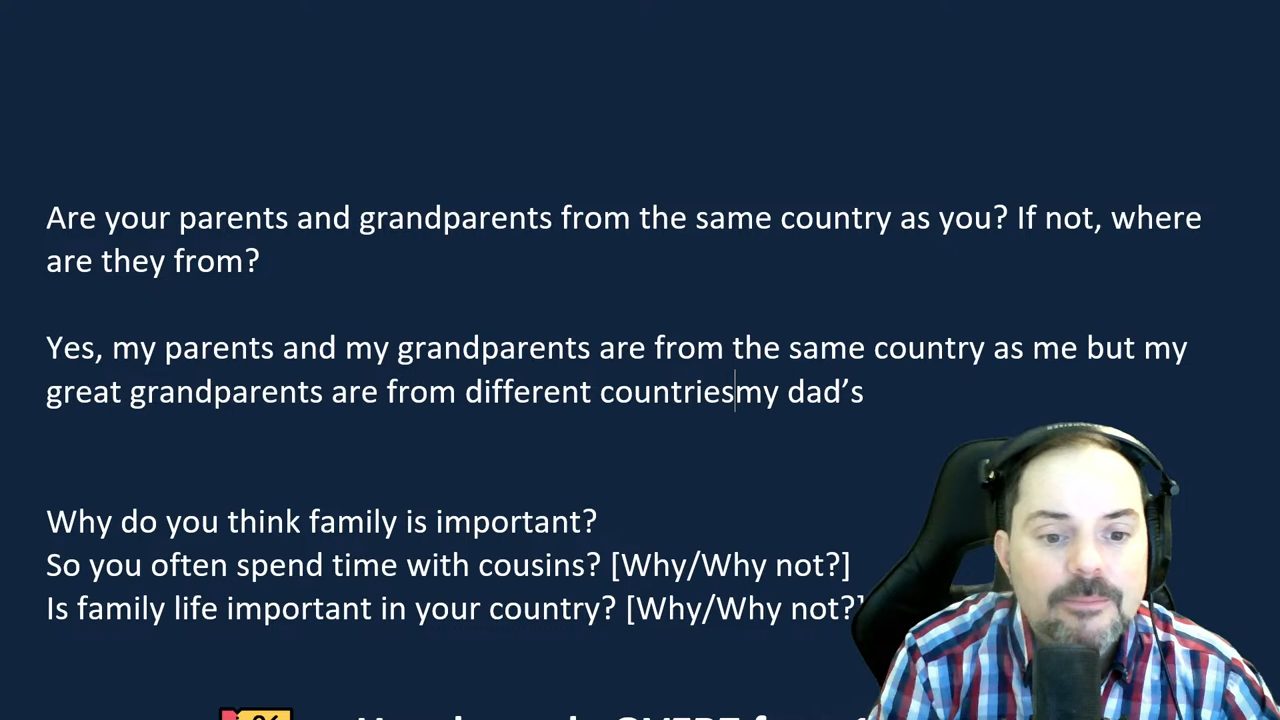 Are your parents and grandparents from the same country as you? If not, where
are they from?
Yes, my parents and my grandparents are from the same country as me but my
great grandparents are from different countriesmy dad’s
Why do you think family is important?
So you often spend time with cousins? [Why/Why not?]
Is family life important in your country? [Why/Why not?]